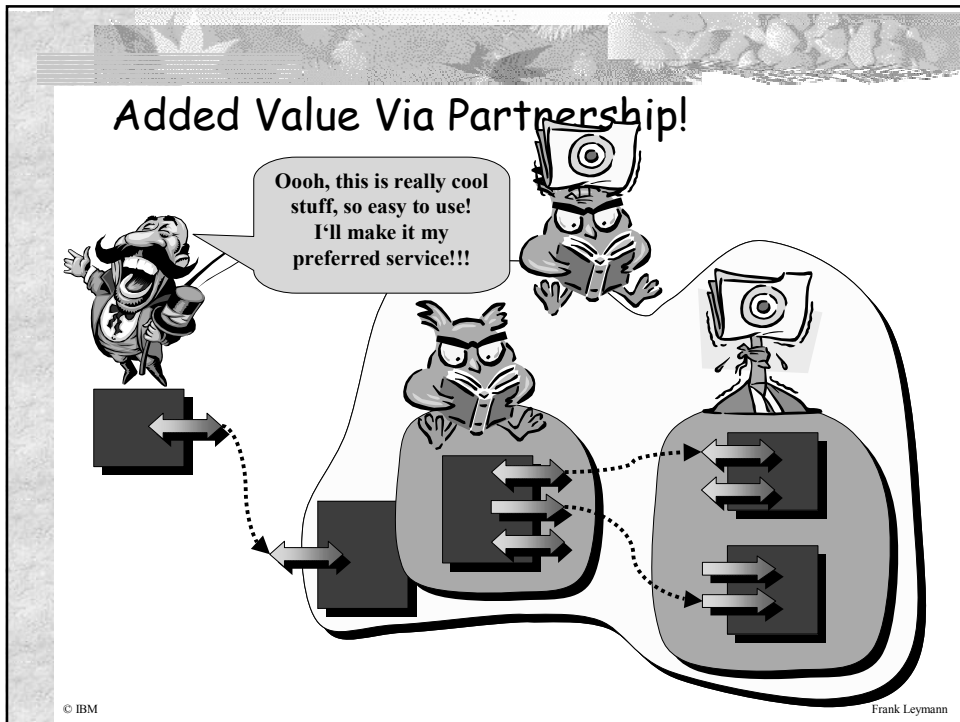 Added Value Via Partnership!
Oooh, this is really cool
stuff, so easy to use!
I‘ll make it my
preferred service!!!
© IBM
Frank Leymann